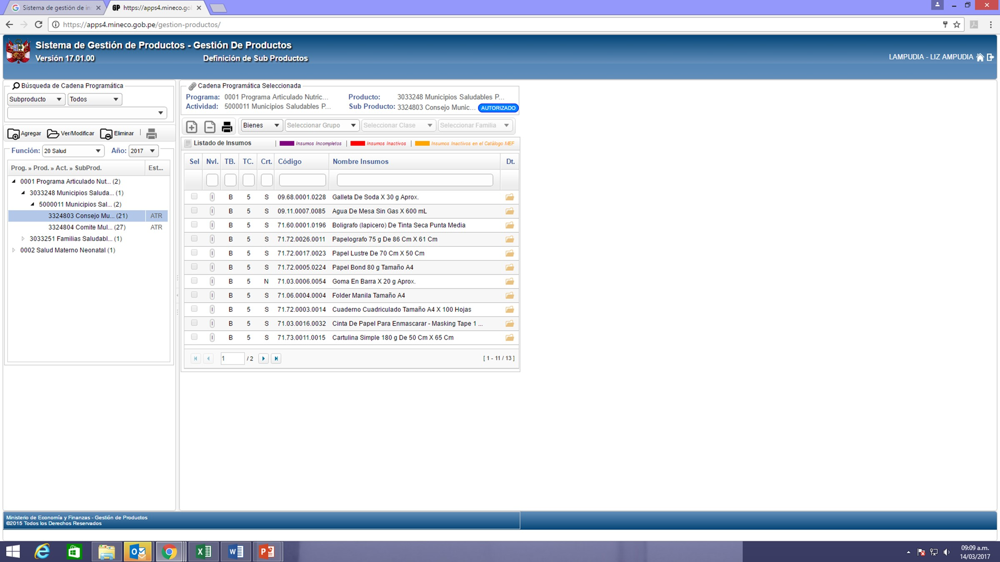 Sistema de gestión de in
https://apps4.mineco.go
https://apps4.mineco.gob.pe/gestion-productos/
Sistema de Gestión de Productos - Gestión De Productos
Versión 17.01.00 Definición de Sub Productos
LAMPUDIA - LIZ AMPUDIA
Búsqueda de Cadena Programática
Subproducto Todos
Agregar Ver/Modificar Eliminar
Función: 20 Salud Año: 2017
Prog. » Prod. » Act. » SubProd. Est...
0001 Programa Articulado Nut... (2)
3033248 Municipios Saluda... (1)
5000011 Municipios Sal... (2)
3324803 Consejo Mu... (21) ATR
3324804 Comite Mul... (27) ATR
3033251 Familias Saludabl... (1)
0002 Salud Materno Neonatal (1)
Cadena Programática Seleccionada
Programa: 0001 Programa Articulado Nutric... Producto: 3033248 Municipios Saludables P...
Actividad: 5000011 Municipios Saludables P... Sub Producto: 3324803 Consejo Munic... AUTORIZADO
Bienes Seleccionar Grupo Seleccionar Clase Seleccionar Familia
Listado de Insumos | Insumos Incompletos | Insumos Inactivos | Insumos Inactivos en el Catálogo MEF
Sel Nvl. TB. TC. Crt. Código Nombre Insumos Dt.
I B 5 S 09.68.0001.0228 Galleta De Soda X 30 g Aprox.
I B 5 S 09.11.0007.0085 Agua De Mesa Sin Gas X 600 mL
I B 5 S 71.60.0001.0196 Boligrafo (lapicero) De Tinta Seca Punta Media
I B 5 S 71.72.0026.0011 Papelografo 75 g De 86 Cm X 61 Cm
I B 5 S 71.72.0017.0023 Papel Lustre De 70 Cm X 50 Cm
I B 5 S 71.72.0005.0224 Papel Bond 80 g Tamaño A4
I B 5 N 71.03.0006.0054 Goma En Barra X 20 g Aprox.
I B 5 S 71.06.0004.0004 Folder Manila Tamaño A4
I B 5 S 71.72.0003.0014 Cuaderno Cuadriculado Tamaño A4 X 100 Hojas
I B 5 S 71.03.0016.0032 Cinta De Papel Para Enmascarar - Masking Tape 1 ...
I B 5 S 71.73.0011.0015 Cartulina Simple 180 g De 50 Cm X 65 Cm
1 / 2 [ 1 - 11 / 13 ]
Ministerio de Economía y Finanzas - Gestión de Productos
©2015 Todos los Derechos Reservados
09:09 a.m.
14/03/2017